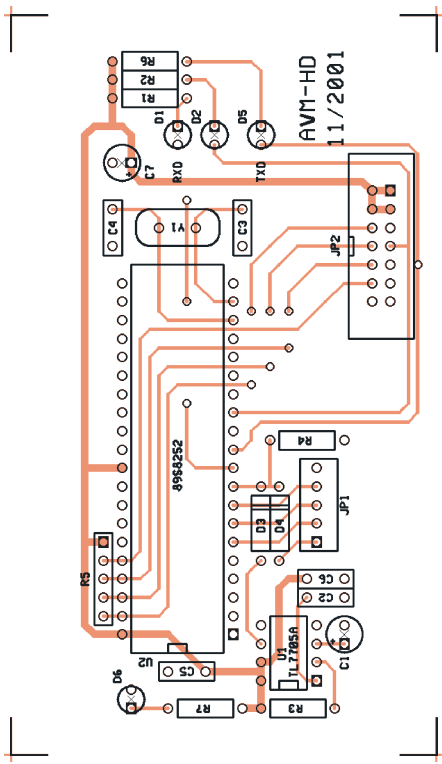 R6
R2
R1
D1
D2
D5
AVM-HD
11/2001
+
C7
RXD
TXD
C4
Y1
C3
JP2
89S8252
R4
D3
D4
JP1
R5
C6
C2
U2
C5
U1
TL7705A
+
C1
D6
R7
R3